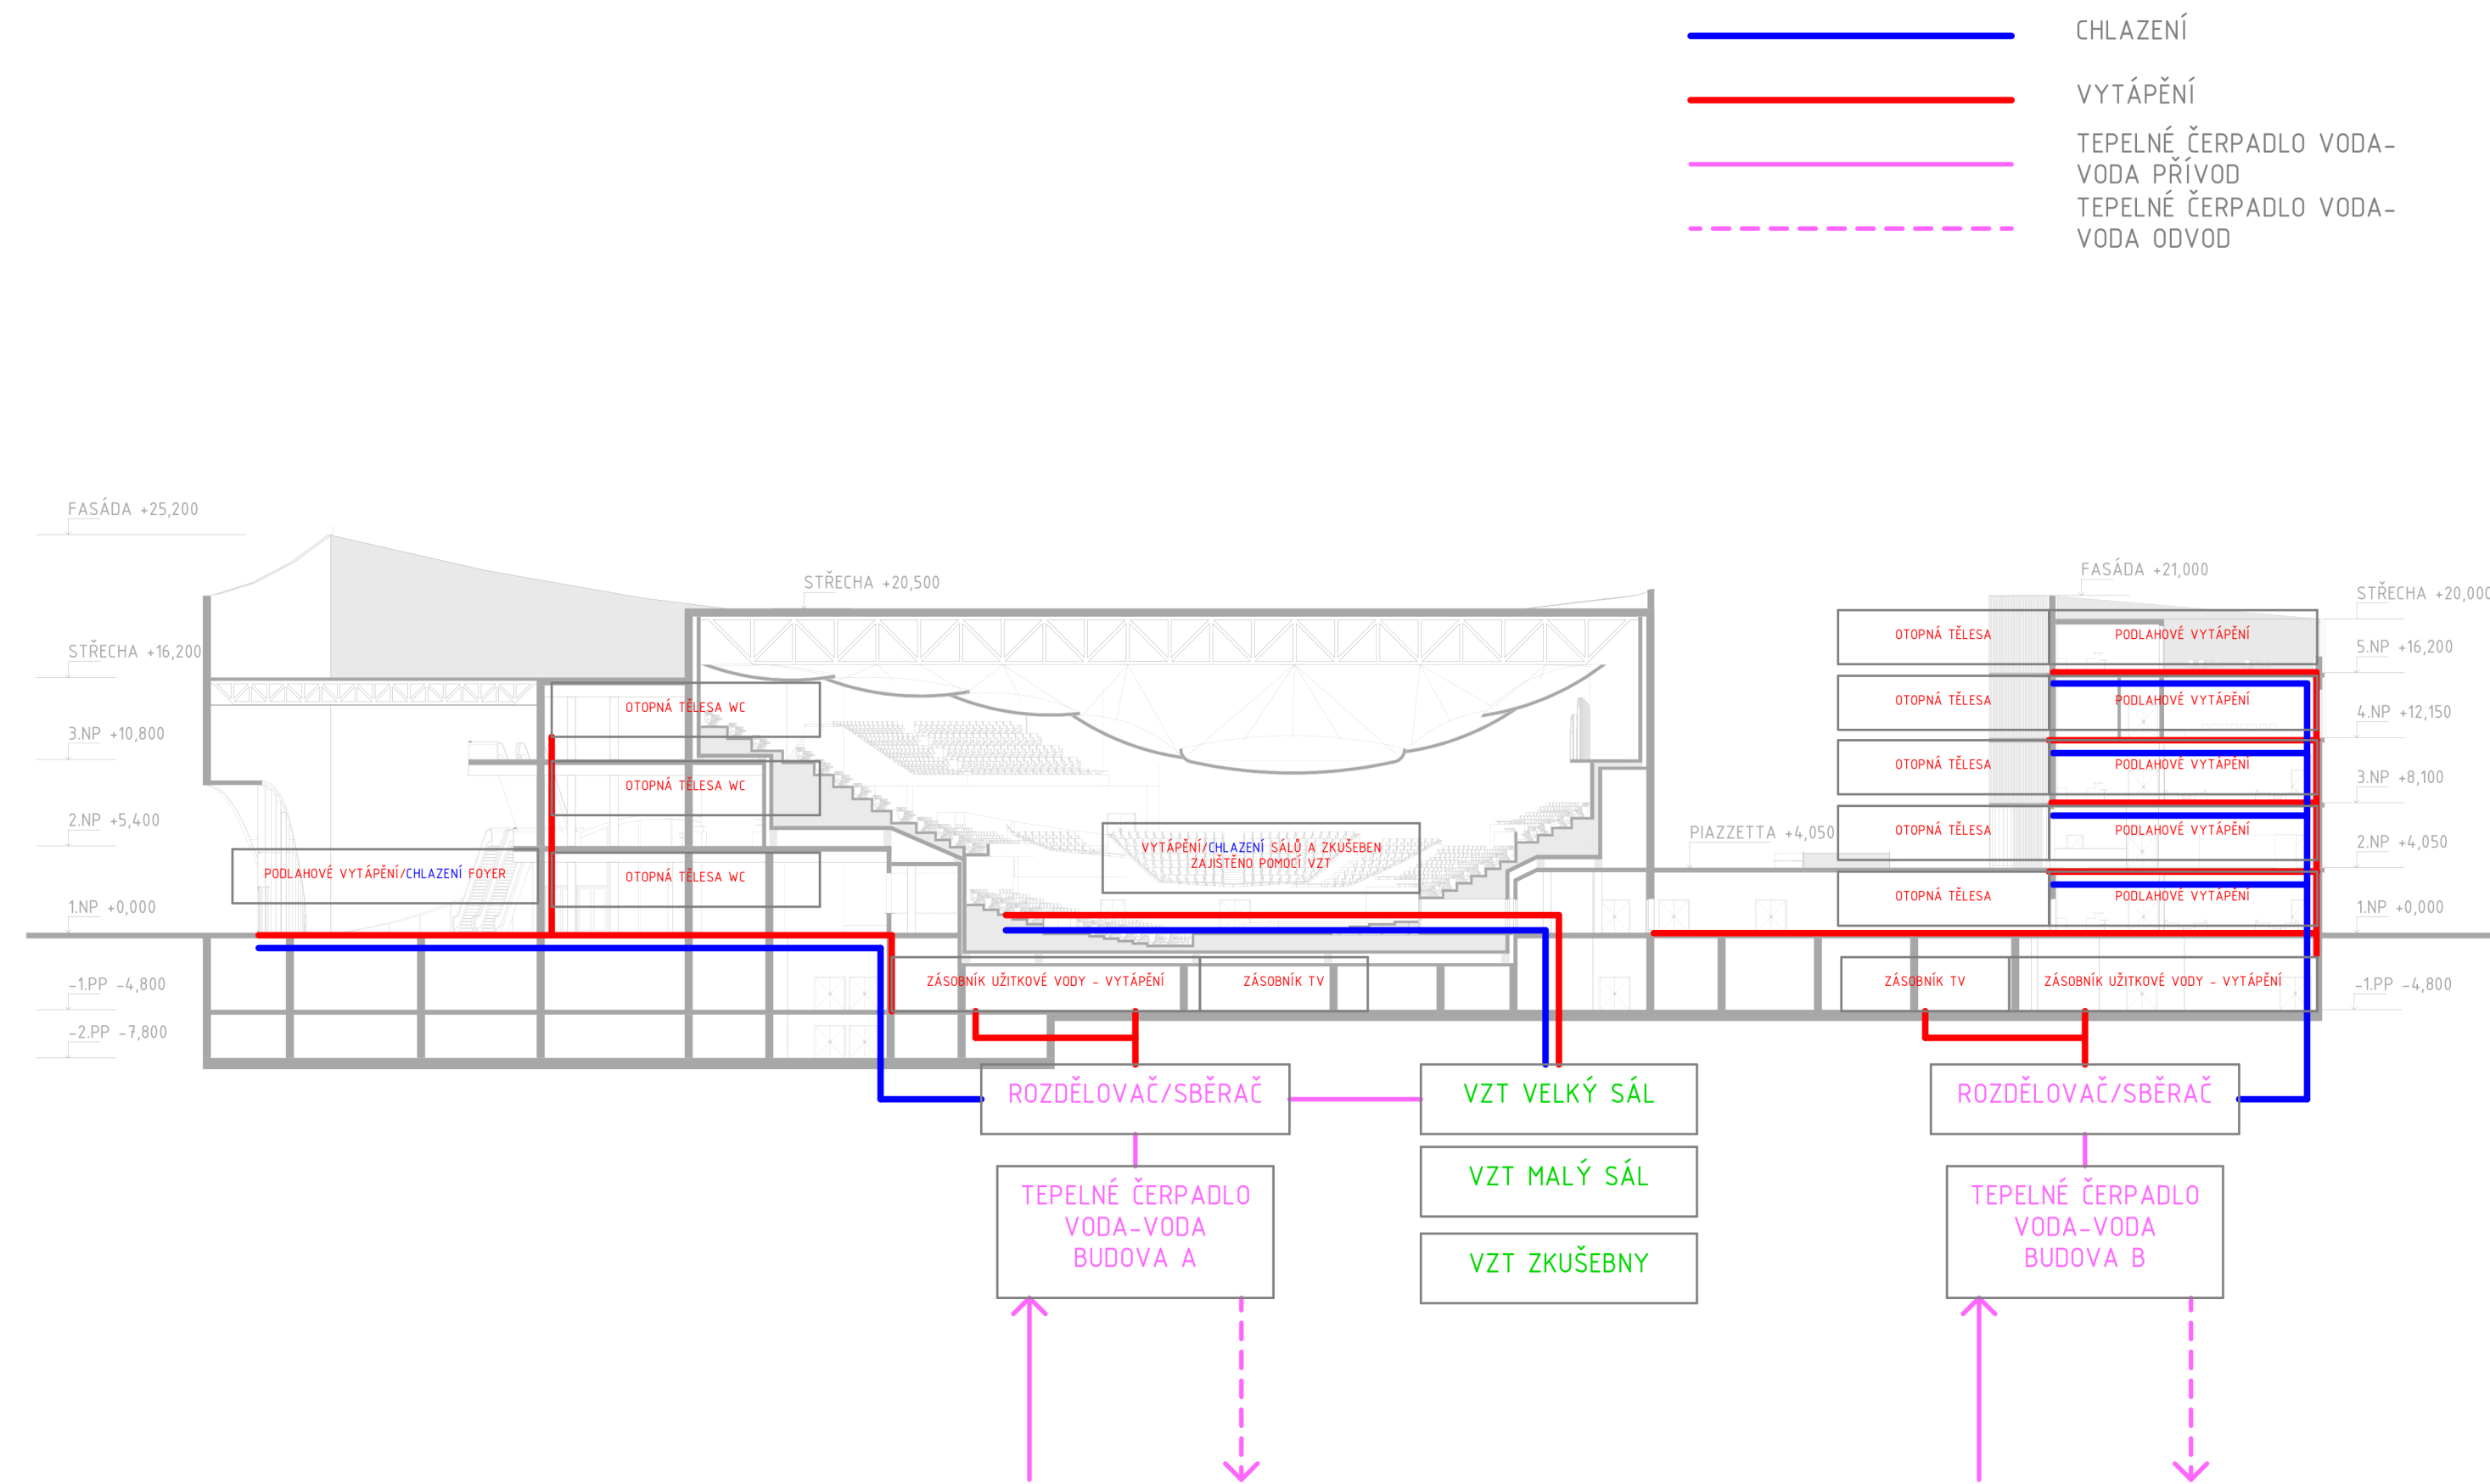 CHLAZENÍ
VYTÁPĚNÍ
TEPELNÉ ČERPADLO VODA-
VODA PŘÍVOD
TEPELNÉ ČERPADLO VODA-
VODA ODVOD
FASÁDA +25,200
STŘECHA +16,200
3.NP +10,800
2.NP +5,400
1.NP +0,000
-1.PP -4,800
-2.PP -7,800
STŘECHA +20,500
PIAZZETTA +4,050
FASÁDA +21,000
STŘECHA +20,000
5.NP +16,200
4.NP +12,150
3.NP +8,100
2.NP +4,050
1.NP +0,000
-1.PP -4,800
OTOPNÁ TĚLESA WC
OTOPNÁ TĚLESA WC
OTOPNÁ TĚLESA WC
PODLAHOVÉ VYTÁPĚNÍ/CHLAZENÍ FOYER
VYTÁPĚNÍ/CHLAZENÍ SÁLŮ A ZKUŠEBEN
ZAJIŠTĚNO POMOCÍ VZT
OTOPNÁ TĚLESA
PODLAHOVÉ VYTÁPĚNÍ
OTOPNÁ TĚLESA
PODLAHOVÉ VYTÁPĚNÍ
OTOPNÁ TĚLESA
PODLAHOVÉ VYTÁPĚNÍ
OTOPNÁ TĚLESA
PODLAHOVÉ VYTÁPĚNÍ
OTOPNÁ TĚLESA
PODLAHOVÉ VYTÁPĚNÍ
ZÁSOBNÍK UŽITKOVÉ VODY - VYTÁPĚNÍ
ZÁSOBNÍK TV
ZÁSOBNÍK TV
ZÁSOBNÍK UŽITKOVÉ VODY - VYTÁPĚNÍ
ROZDĚLOVAČ/SBĚRAČ
VZT VELKÝ SÁL
ROZDĚLOVAČ/SBĚRAČ
VZT MALÝ SÁL
VZT ZKUŠEBNY
TEPELNÉ ČERPADLO
VODA-VODA
BUDOVA A
TEPELNÉ ČERPADLO
VODA-VODA
BUDOVA B